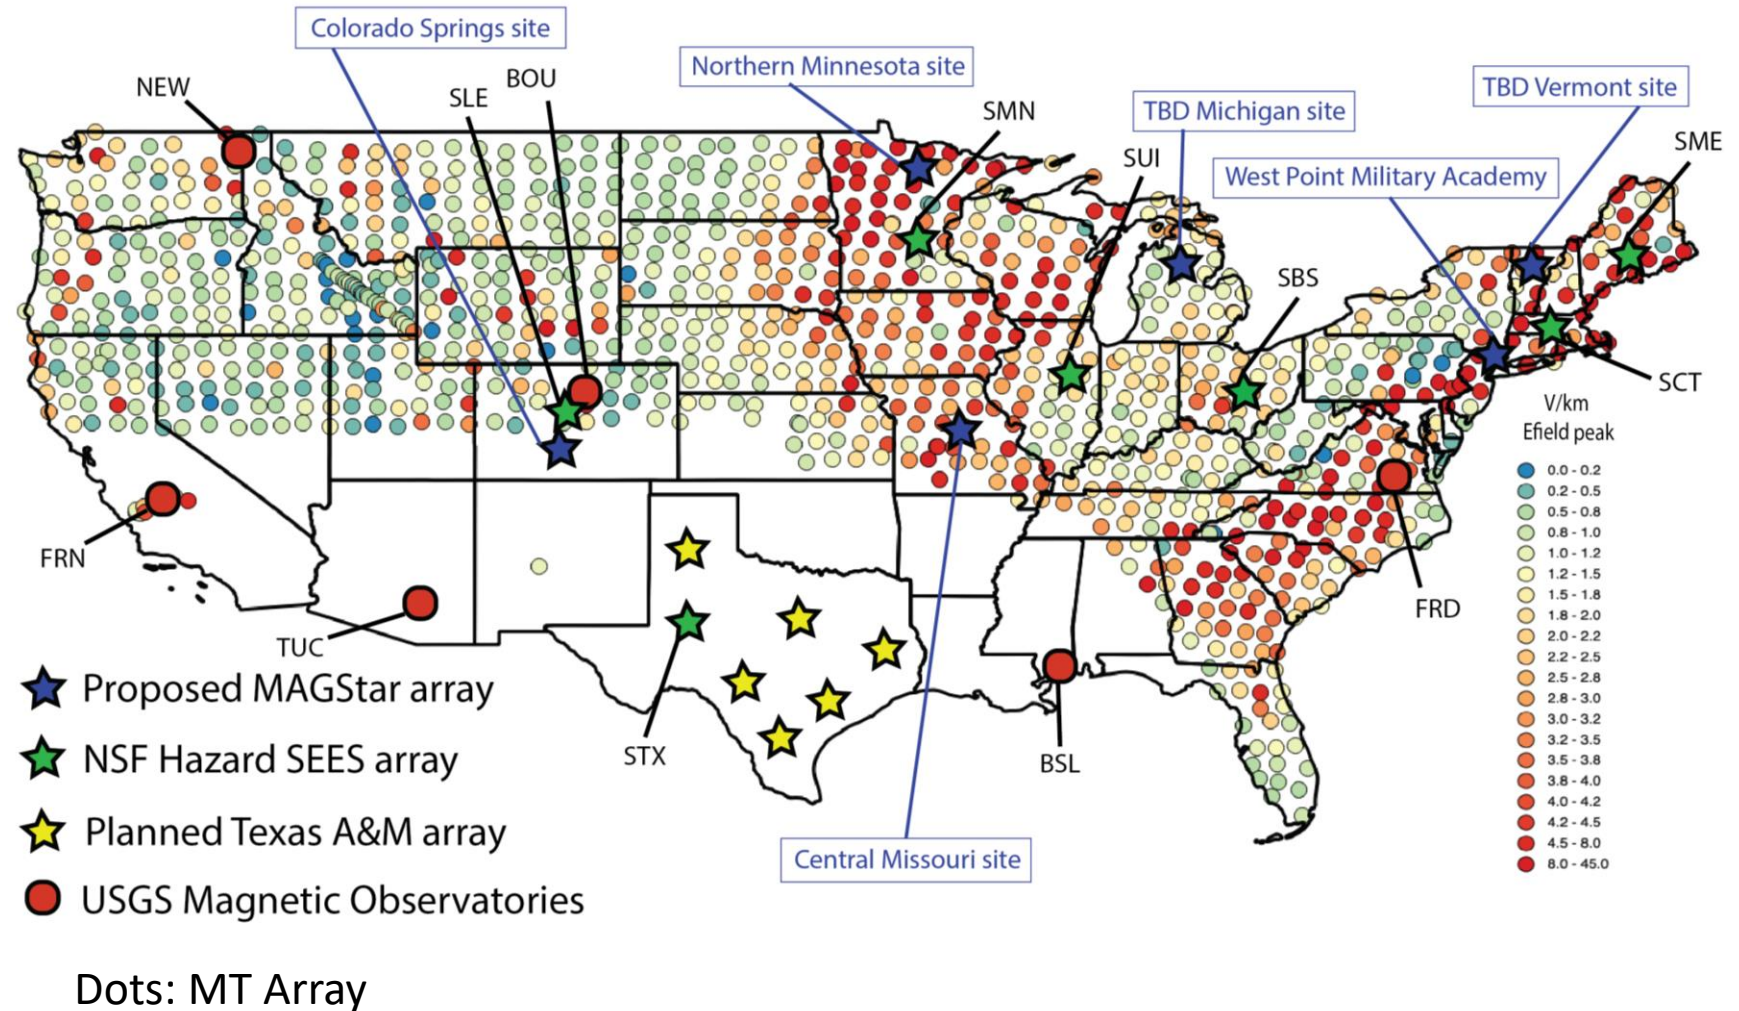 Colorado Springs site
Northern Minnesota site
TBD Vermont site
NEW
BOU
SLE
SMN
TBD Michigan site
SME
SUI
West Point Military Academy
SBS
SCT
V/km
Efield peak
0.0 - 0.2
0.2 - 0.5
0.5 - 0.8
0.8 - 1.0
1.0 - 1.2
1.2 - 1.5
1.5 - 1.8
1.8 - 2.0
2.0 - 2.2
2.2 - 2.5
2.5 - 2.8
2.8 - 3.0
3.0 - 3.2
3.2 - 3.5
3.5 - 3.8
3.8 - 4.0
4.0 - 4.2
4.2 - 4.5
4.5 - 8.0
8.0 - 45.0
FRN
FRD
TUC
STX
BSL
Proposed MAGStar array
NSF Hazard SEES array
Planned Texas A&M array
Central Missouri site
USGS Magnetic Observatories
Dots: MT Array